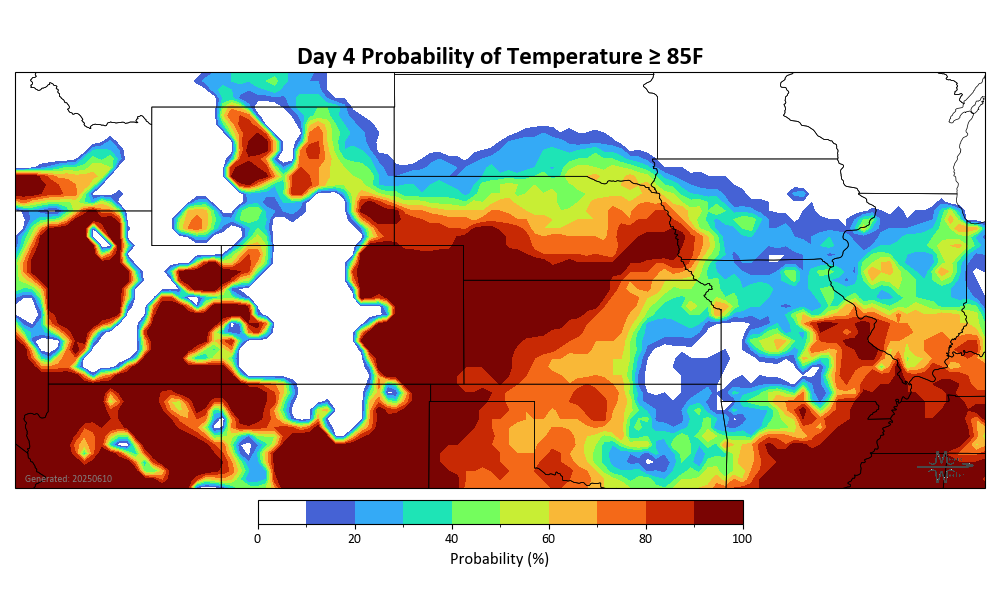 Day 4 Probability of Temperature ≥ 85F
Generated: 20250610
0 20 40 60 80 100
Probability (%)